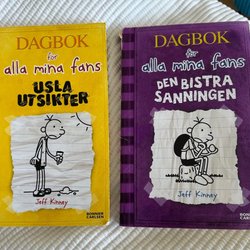 DAGBOK
för
alla mina fans
USLA
UTSIKTER
Jeff Kinney
BONNIER
CARLSEN
DAGBOK
för
alla mina fans
DEN BISTRA
SANNINGEN
Jeff Kinney
BONNIER
CARLSEN